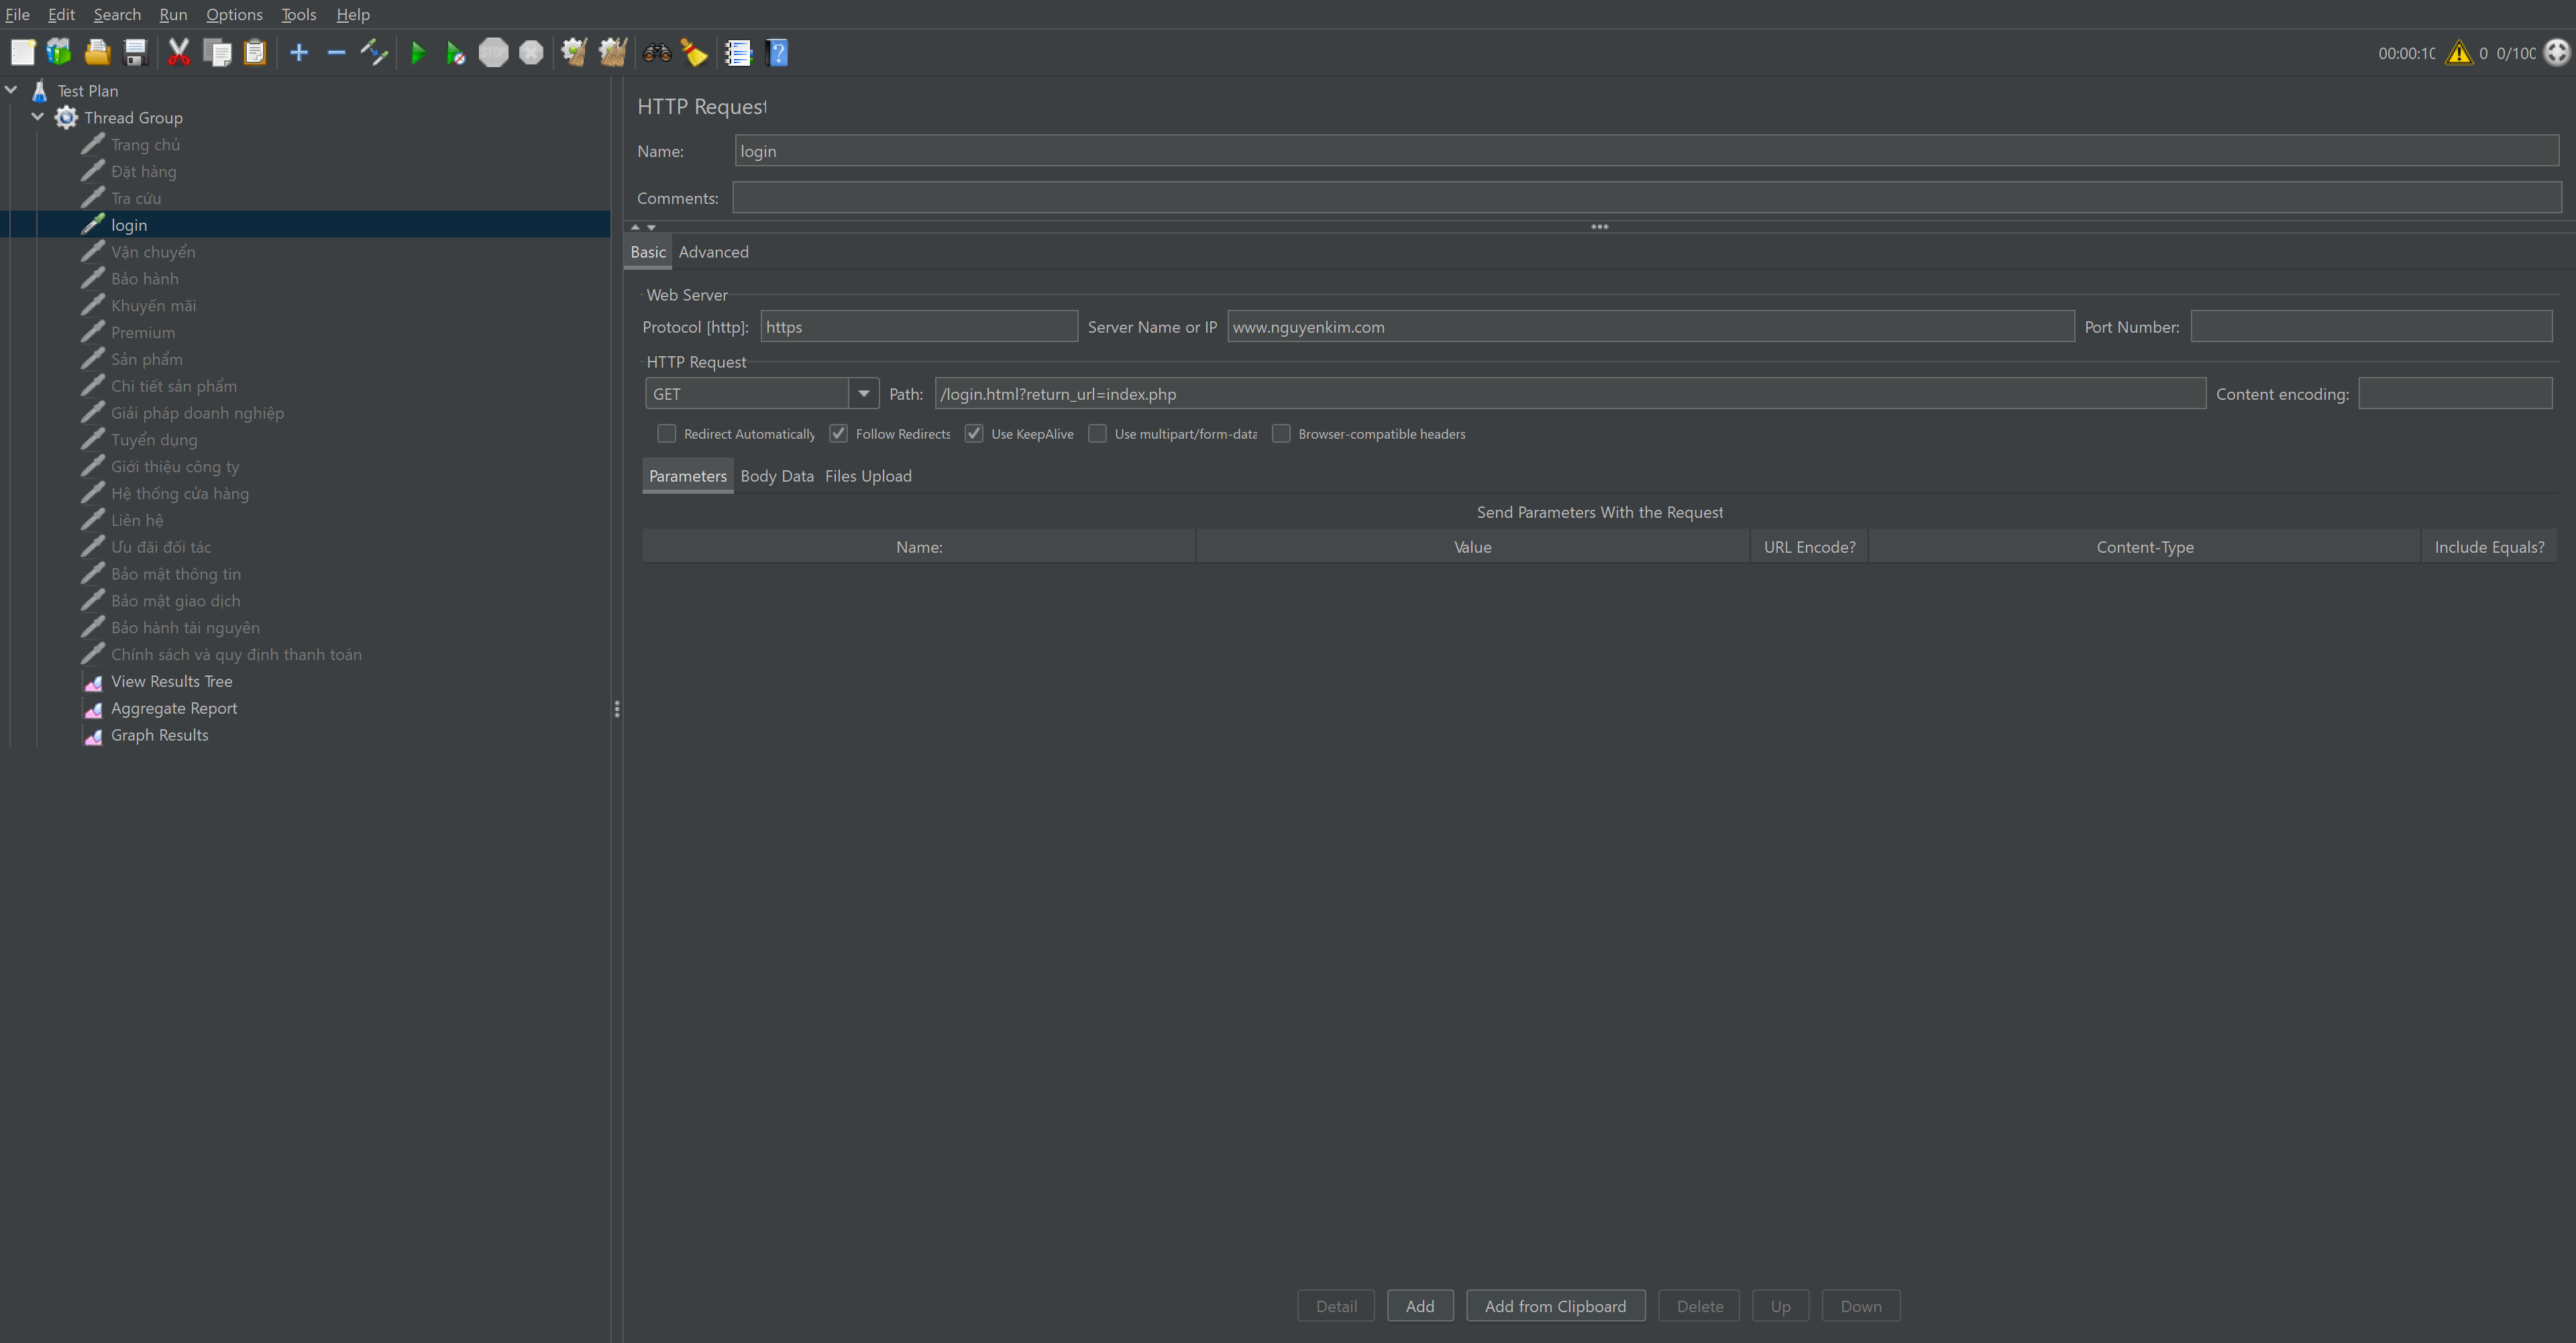 File Edit Search Run Options Tools Help
00:00:10 0 0/100
Test Plan
Thread Group
Trang chủ
Đặt hàng
Tra cứu
login
Vận chuyển
Bảo hành
Khuyến mãi
Premium
Sản phẩm
Chi tiết sản phẩm
Giải pháp doanh nghiệp
Tuyển dụng
Giới thiệu công ty
Hệ thống cửa hàng
Liên hệ
Ưu đãi đối tác
Bảo mật thông tin
Bảo mật giao dịch
Bảo hành tài nguyên
Chính sách và quy định thanh toán
View Results Tree
Aggregate Report
Graph Results
HTTP Request
Name: login
Comments:
Basic Advanced
Web Server
Protocol [http]: https Server Name or IP www.nguyenkim.com Port Number:
HTTP Request
GET Path: /login.html?return_url=index.php Content encoding:
Redirect Automatically Follow Redirects Use KeepAlive Use multipart/form-data Browser-compatible headers
Parameters Body Data Files Upload
Send Parameters With the Request
Name: Value URL Encode? Content-Type Include Equals?
Detail Add Add from Clipboard Delete Up Down